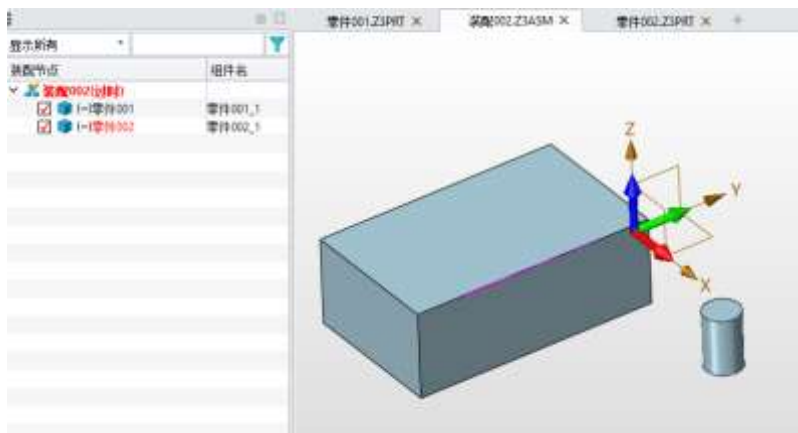 零件001.Z3PRT ×
装配002.Z3ASM ×
零件002.Z3PRT × +
显示所有
装配节点 组件名
装配002(过时)
(-)零件001 零件001_1
(-)零件002 零件002_1
Z
Y
X